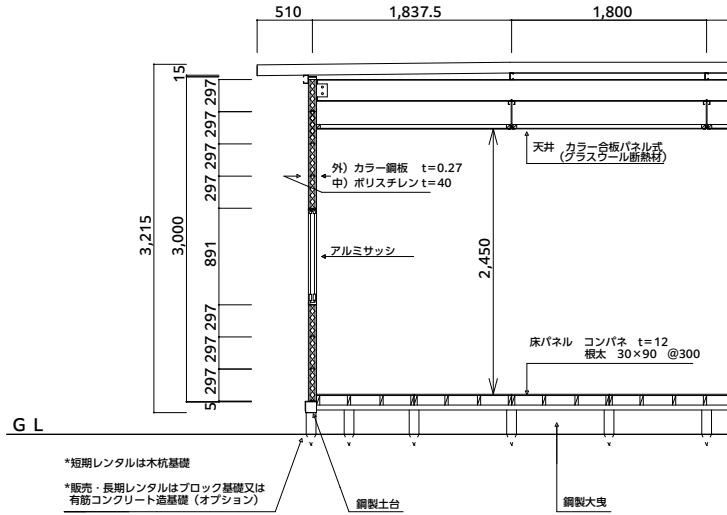 510
1,837.5
1,800
15
297
297
297
297
891
297
297
297
5
3,215
3,000
2,450
天井 カラー合板パネル式
(グラスウール断熱材)
外）カラー鋼板 t=0.27
中）ポリスチレン t=40
アルミサッシ
床パネル コンパネ t=12
根太 30×90 @300
G L
*短期レンタルは木杭基礎
*販売・長期レンタルはブロック基礎又は
有筋コンクリート造基礎（オプション）
鋼製土台
鋼製大曳